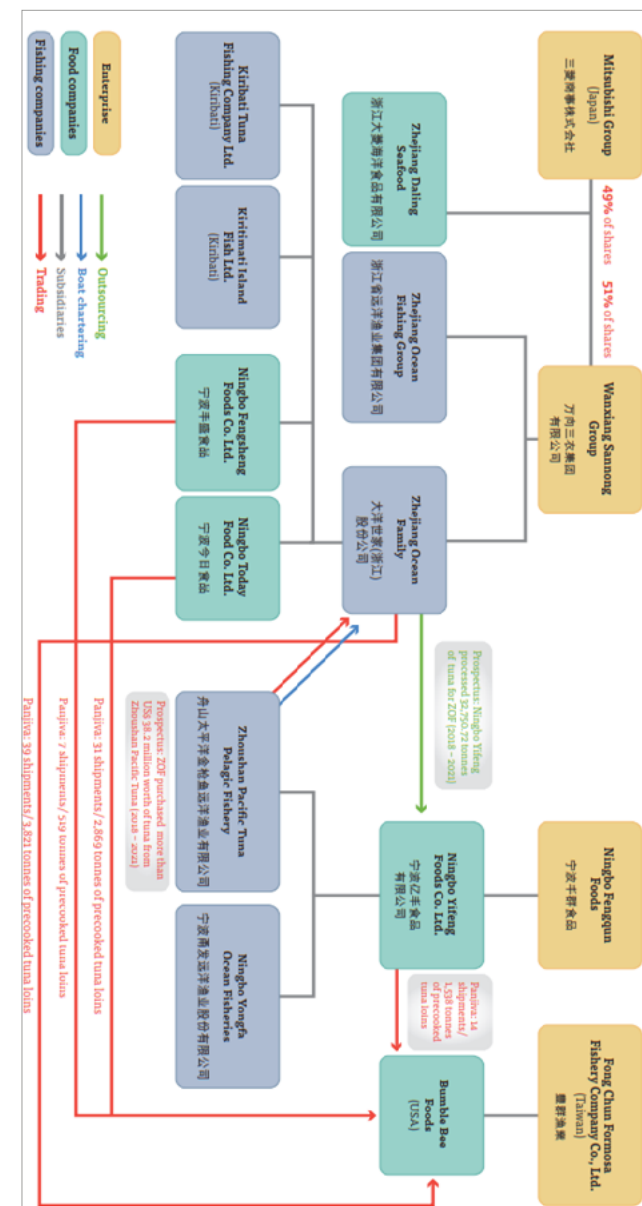 Mitsubishi Group
(Japan)
三菱商事株式会社
49% of shares
51% of shares
Wanxiang Sannong
Group
万向三农集团
有限公司
Ningbo Fengqun
Foods
宁波丰群食品
Fong Chun Formosa
Fishery Company Co., Ltd.
(Taiwan)
豐群漁業
Zhejiang Daling
Seafood
浙江大菱海洋食品有限公司
Zhejiang Ocean
Fishing Group
浙江省远洋渔业集团有限公司
Zhejiang Ocean
Family
大洋世家(浙江)
股份公司
Prospectus: Ningbo Yifeng
processed 32,750.72 tonnes
of tuna for ZOF (2018 – 2021)
Ningbo Yifeng
Foods Co. Ltd.
宁波亿丰食品
有限公司
Panjiva: 14
shipments/
1,538 tonnes
of precooked
tuna loins
Bumble Bee
Foods
(USA)
Kiribati Tuna
Fishing Company Ltd.
(Kiribati)
Kiritimati Island
Fish Ltd.
(Kiribati)
Ningbo Fengsheng
Foods Co. Ltd.
宁波丰盛食品
Ningbo Today
Food Co. Ltd.
宁波今日食品
Zhoushan Pacific Tuna
Pelagic Fishery
舟山太平洋金枪鱼远洋渔业有限公司
Ningbo Yongfa
Ocean Fisheries
宁波甬发远洋渔业股份有限公司
Prospectus: ZOF purchased more than
US$ 38.2 million worth of tuna from
Zhoushan Pacific Tuna (2018 – 2021)
Panjiva: 31 shipments/ 2,869 tonnes of precooked tuna loins
Panjiva: 7 shipments/ 519 tonnes of precooked tuna loins
Panjiva: 39 shipments/ 3,821 tonnes of precooked tuna loins
Enterprise
Food companies
Fishing companies
Outsourcing
Boat chartering
Subsidiaries
Trading